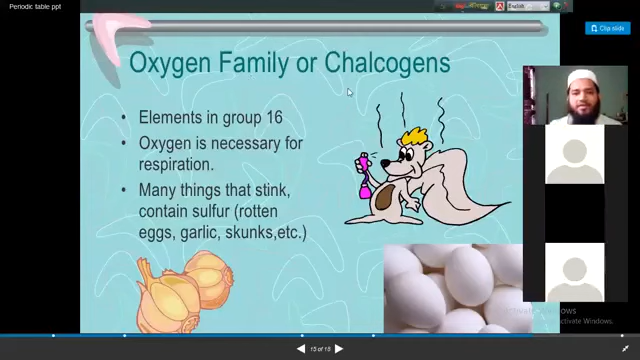 Periodic table ppt
English
Clip slide
Oxygen Family or Chalcogens
• Elements in group 16
• Oxygen is necessary for
respiration.
• Many things that stink,
contain sulfur (rotten
eggs, garlic, skunks,etc.)
Activate Windows
15 of 18